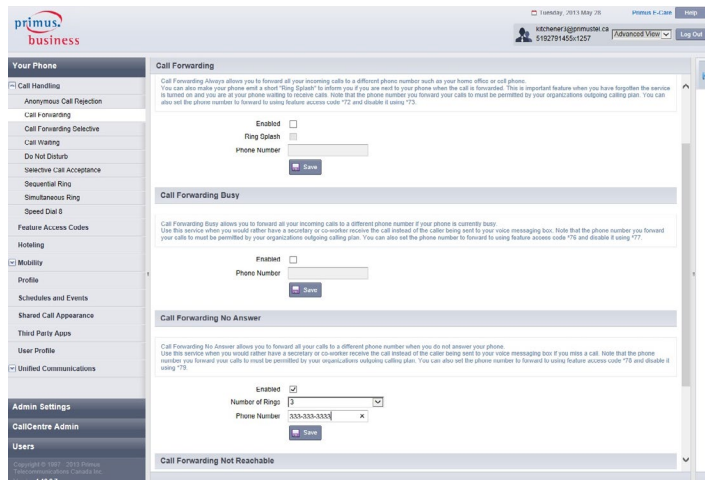 primus.
business
Tuesday, 2013 May 28
Primus E-Care
Help
kitchener.l@primustel.ca
5192791455x1257
Advanced View
Log Out
Your Phone
Call Handling
Anonymous Call Rejection
Call Forwarding
Call Forwarding Selective
Call Waiting
Do Not Disturb
Selective Call Acceptance
Sequential Ring
Simultaneous Ring
Speed Dial 8
Feature Access Codes
Hoteling
Mobility
Profile
Schedules and Events
Shared Call Appearance
Third Party Apps
User Profile
Unified Communications
Admin Settings
CallCentre Admin
Users
Copyright © 1997 - 2013 Primus
Telecommunications Canada Inc.
Call Forwarding
Call Forwarding Always allows you to forward all your incoming calls to a different phone number such as your home office or cell phone.
You can also make your phone emit a short "Ring Splash" to inform you if you are next to your phone when the call is forwarded. This is important feature when you have forgotten the service
is turned on and you are at your phone waiting to receive calls. Note that the phone number you forward your calls to must be permitted by your organizations outgoing calling plan. You can
also set the phone number to forward to using feature access code *72 and disable it using *73.
Enabled
Ring Splash
Phone Number
Save
Call Forwarding Busy
Call Forwarding Busy allows you to forward all your incoming calls to a different phone number if your phone is currently busy.
Use this service when you would rather have a secretary or co-worker receive the call instead of the caller being sent to your voice messaging box. Note that the phone number you forward
your calls to must be permitted by your organizations outgoing calling plan. You can also set the phone number to forward to using feature access code *76 and disable it using *77.
Enabled
Phone Number
Save
Call Forwarding No Answer
Call Forwarding No Answer allows you to forward all your calls to a different phone number when you do not answer your phone.
Use this service when you would rather have a secretary or co-worker receive the call instead of the caller being sent to your voice messaging box if you miss a call. Note that the phone
number you forward your calls to must be permitted by your organizations outgoing calling plan. You can also set the phone number to forward to using feature access code *78 and disable it
using *79.
Enabled
Number of Rings 3
Phone Number 333-333-3333 ×
Save
Call Forwarding Not Reachable